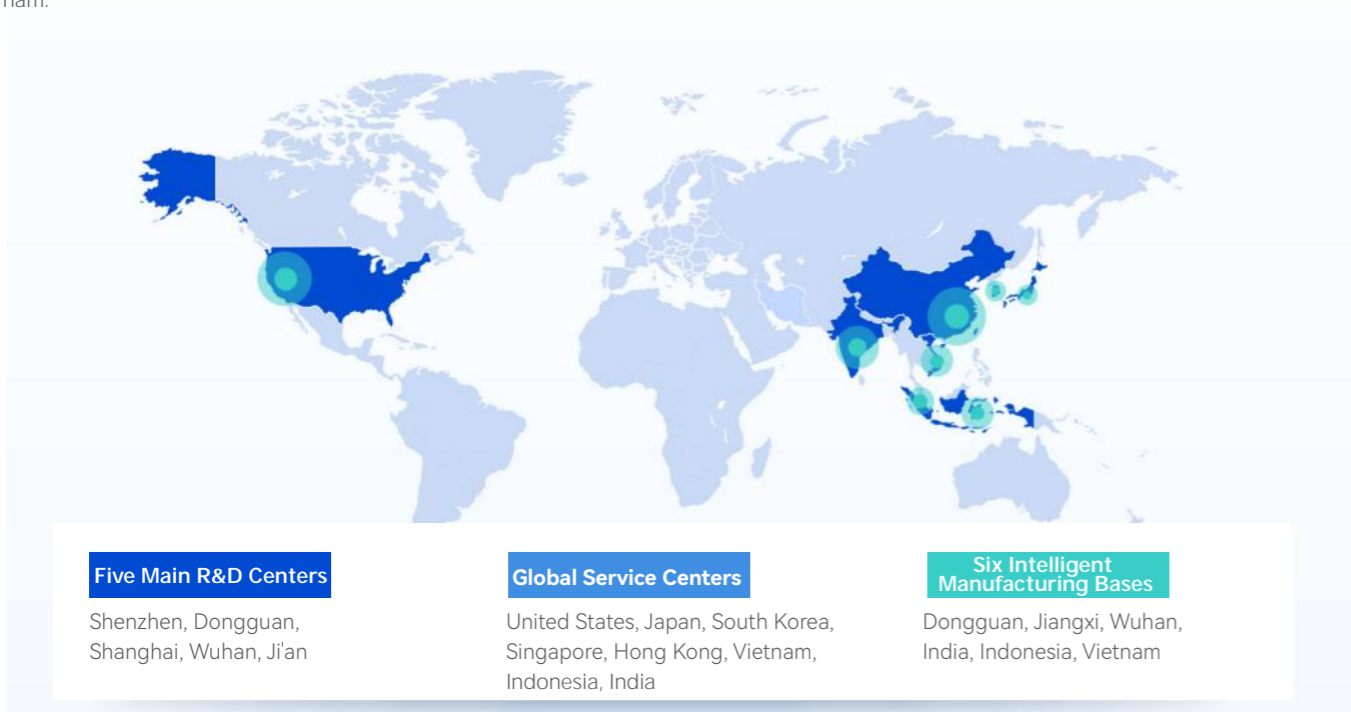 nam.
Five Main R&D Centers
Shenzhen, Dongguan,
Shanghai, Wuhan, Ji'an
Global Service Centers
United States, Japan, South Korea,
Singapore, Hong Kong, Vietnam,
Indonesia, India
Six Intelligent
Manufacturing Bases
Dongguan, Jiangxi, Wuhan,
India, Indonesia, Vietnam